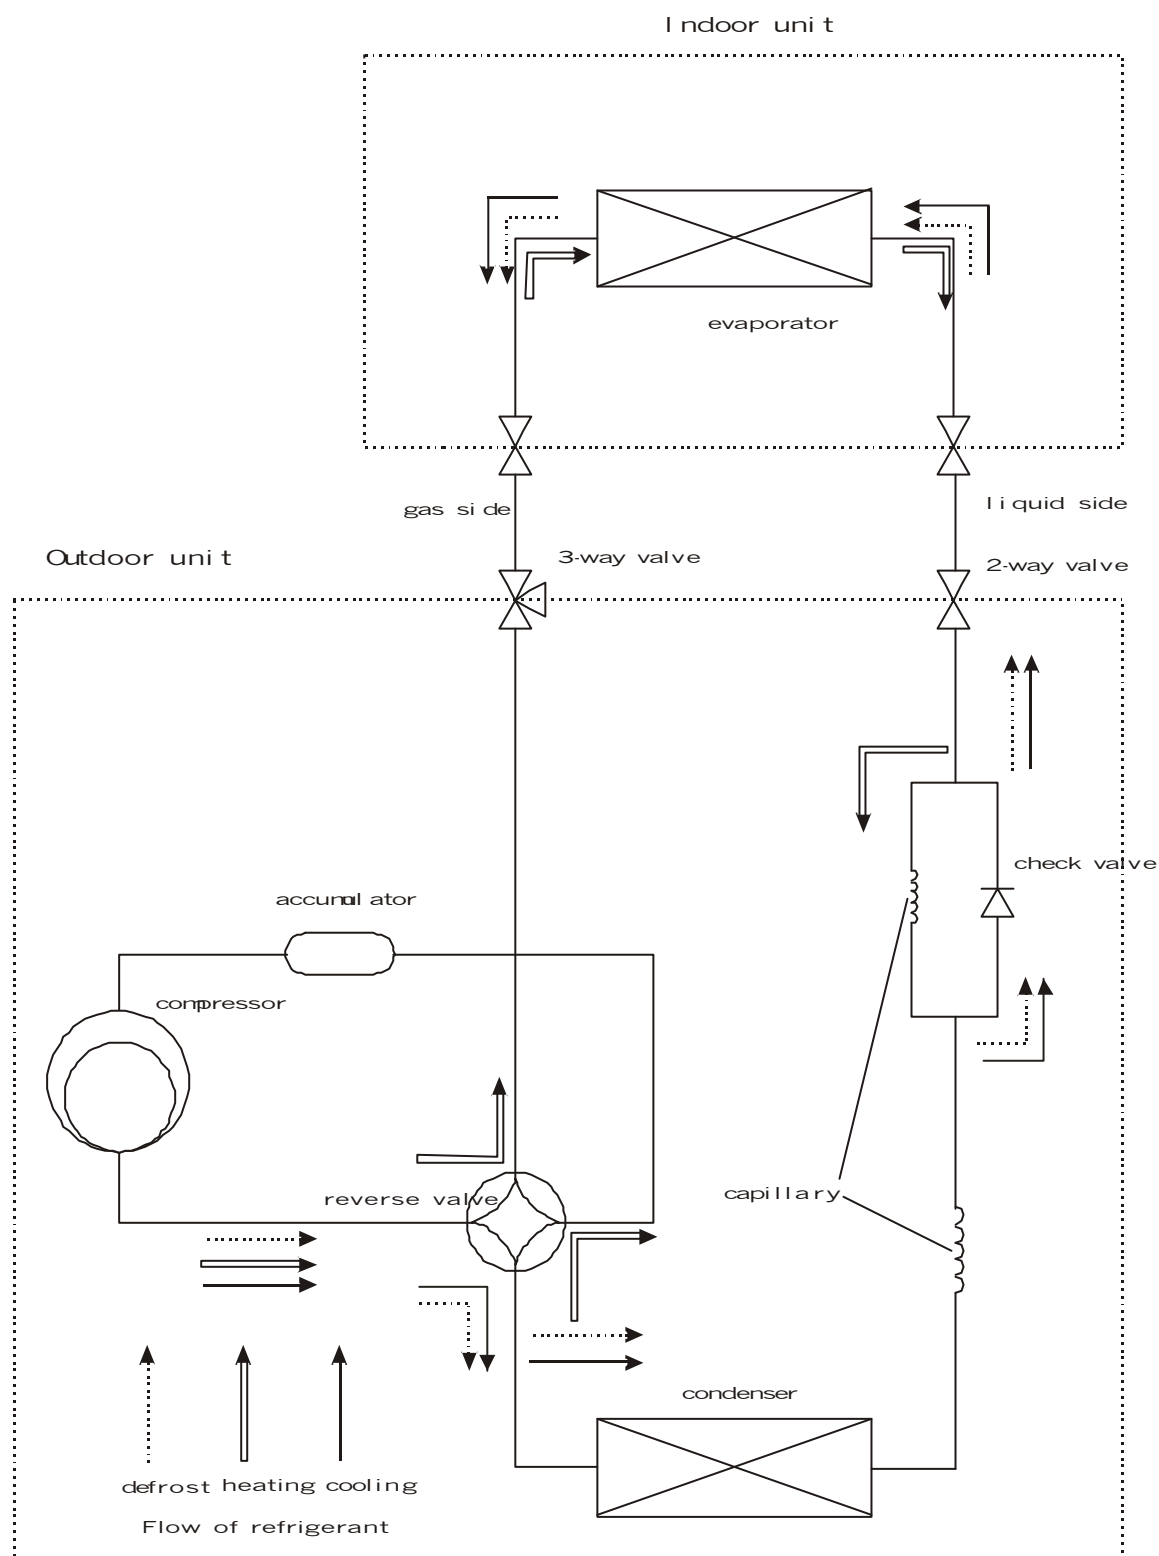 Indoor unit
evaporator
gas side
liquid side
Outdoor unit
3-way valve
2-way valve
check valve
accumulator
compressor
reverse valve
capillary
condenser
defrost heating cooling
Flow of refrigerant